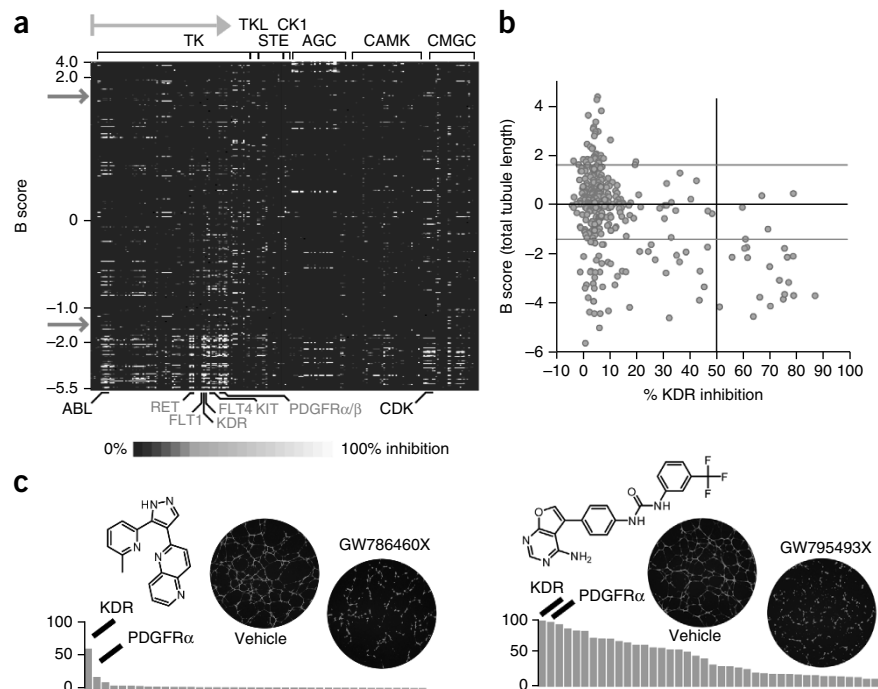 a
TKL CK1
TK STE AGC CAMK CMGC
4.0
2.0
0
–1.0
–2.0
–5.5
B score
ABL RET FLT1 KDR FLT4 KIT PDGFRα/β CDK
0% 100% inhibition
b
4
2
0
–2
–4
–6
B score (total tubule length)
–10 0 10 20 30 40 50 60 70 80 90 100
% KDR inhibition
c
HN N
N
N
N
Vehicle
GW786460X
100
50
0
KDR
PDGFRα
F
F
F
O
NH
NH
O
N
N
NH2
Vehicle
GW795493X
KDR
PDGFRα
100
50
0